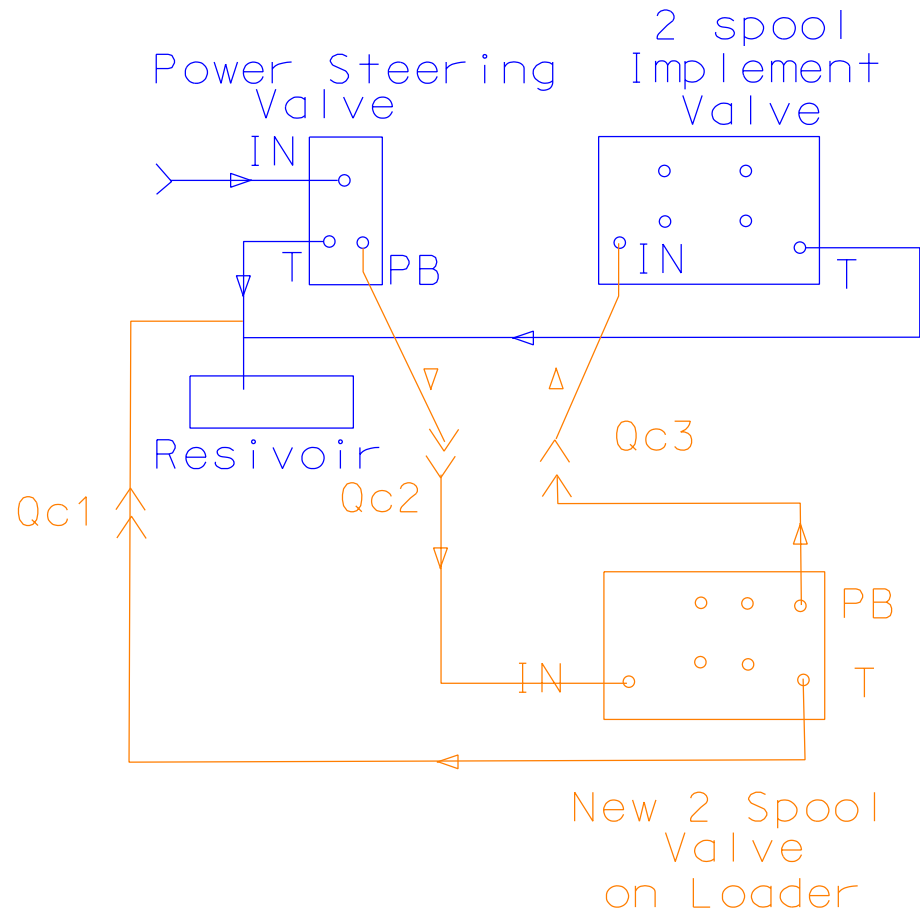 2 spool
Implement
Valve
Power Steering
Valve
IN
T
PB
IN
T
Resivoir
Qc1
Qc2
Qc3
PB
IN
T
New 2 Spool
Valve
on Loader